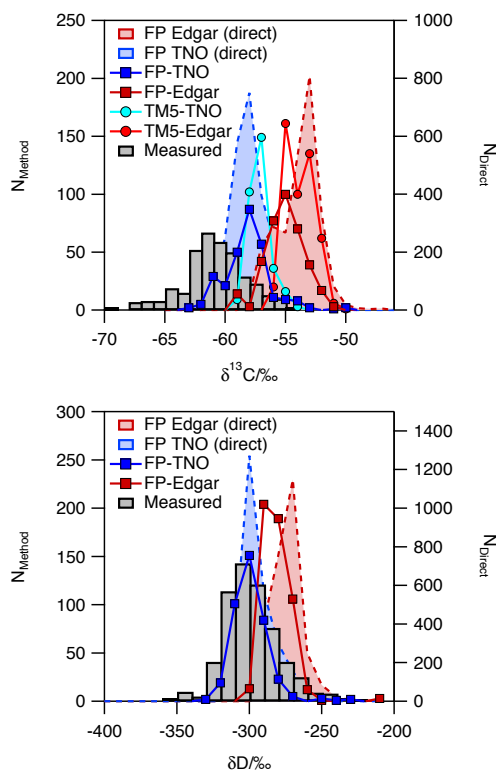 250
200
150
100
50
0
N_Method
FP Edgar (direct)
FP TNO (direct)
FP-TNO
FP-Edgar
TM5-TNO
TM5-Edgar
Measured
1000
800
600
400
200
0
N_Direct
-70 -65 -60 -55 -50
δ¹³C/‰
300
250
200
150
100
50
0
N_Method
FP Edgar (direct)
FP TNO (direct)
FP-TNO
FP-Edgar
Measured
1400
1200
1000
800
600
400
200
0
N_Direct
-400 -350 -300 -250 -200
δD/‰